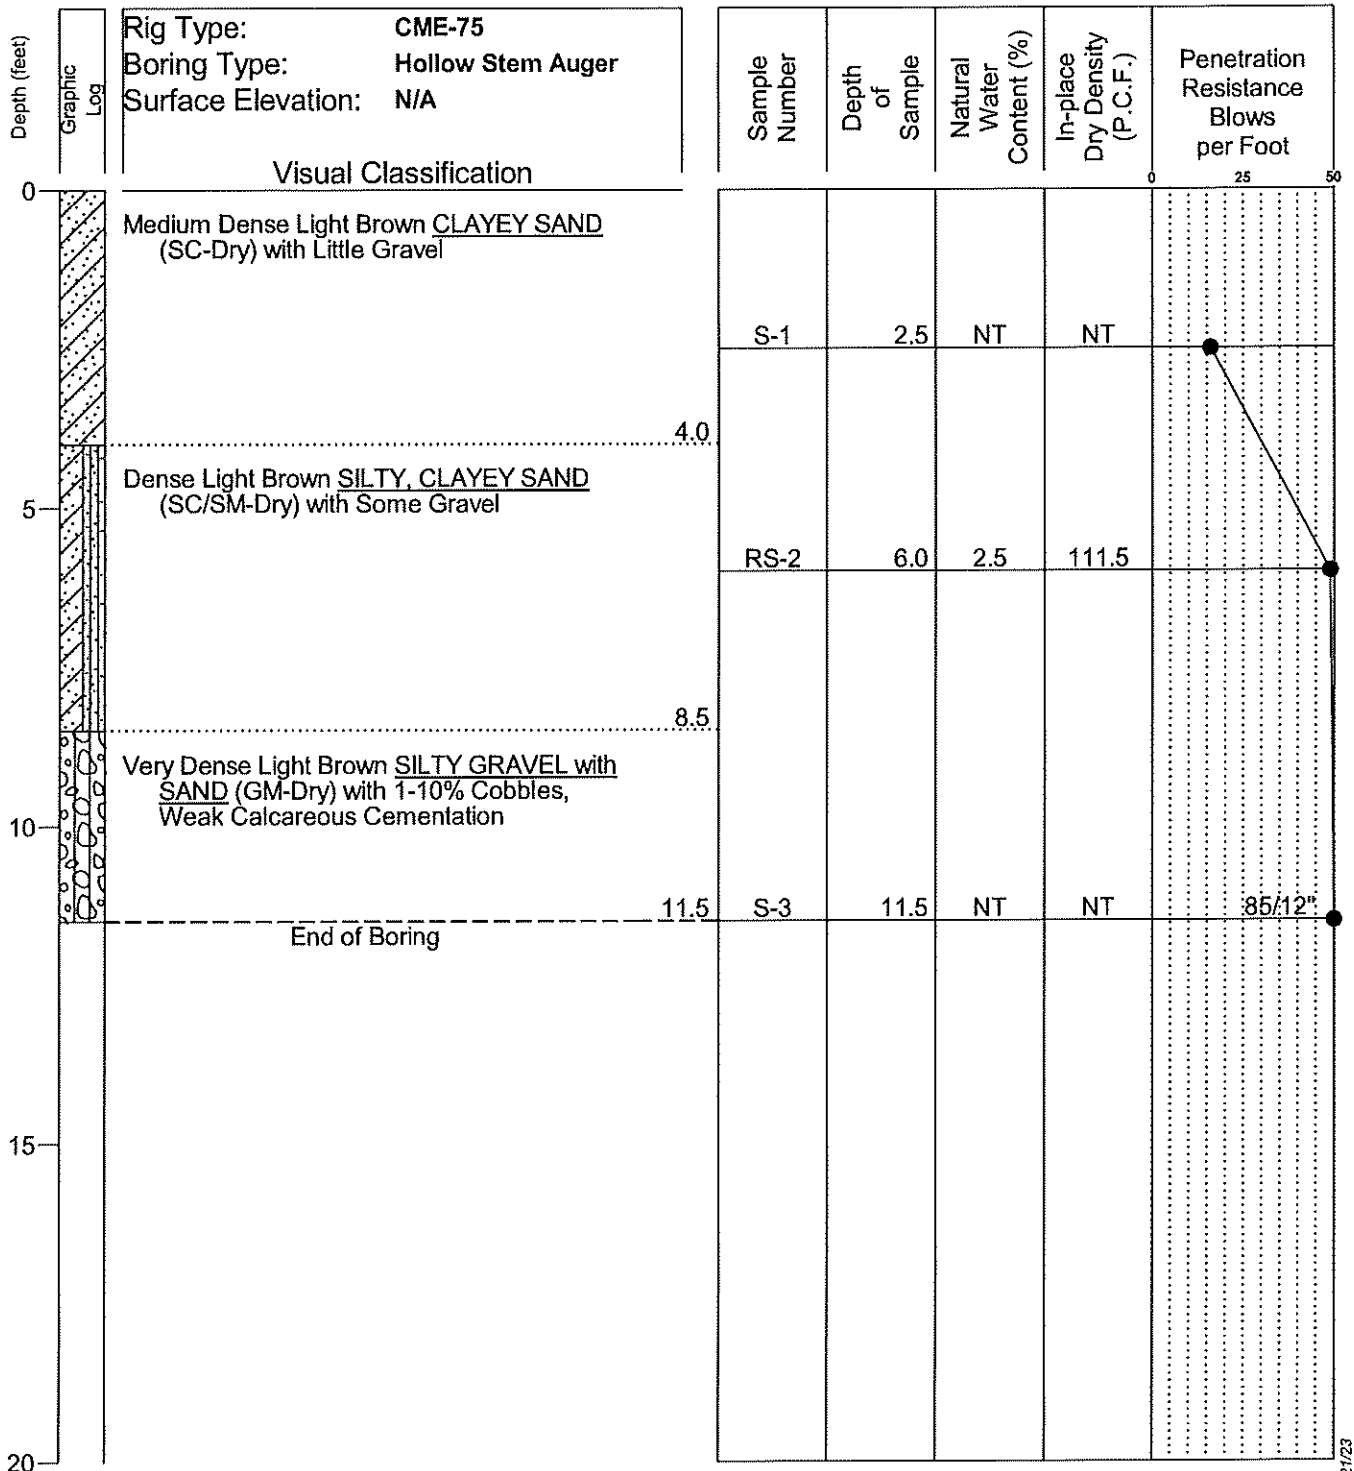 Depth (feet)
Graphic
Log
Rig Type: CME-75
Boring Type: Hollow Stem Auger
Surface Elevation: N/A
Visual Classification
Sample
Number
Depth
of
Sample
Natural
Water
Content (%)
In-place
Dry Density
(P.C.F.)
Penetration
Resistance
Blows
per Foot
0 25 50
0
Medium Dense Light Brown CLAYEY SAND
(SC-Dry) with Little Gravel
S-1 2.5 NT NT
4.0
Dense Light Brown SILTY, CLAYEY SAND
5
(SC/SM-Dry) with Some Gravel
RS-2 6.0 2.5 111.5
8.5
Very Dense Light Brown SILTY GRAVEL with
SAND (GM-Dry) with 1-10% Cobbles,
Weak Calcareous Cementation
10
11.5 S-3 11.5 NT NT 85/12"
End of Boring
15
20
21/23